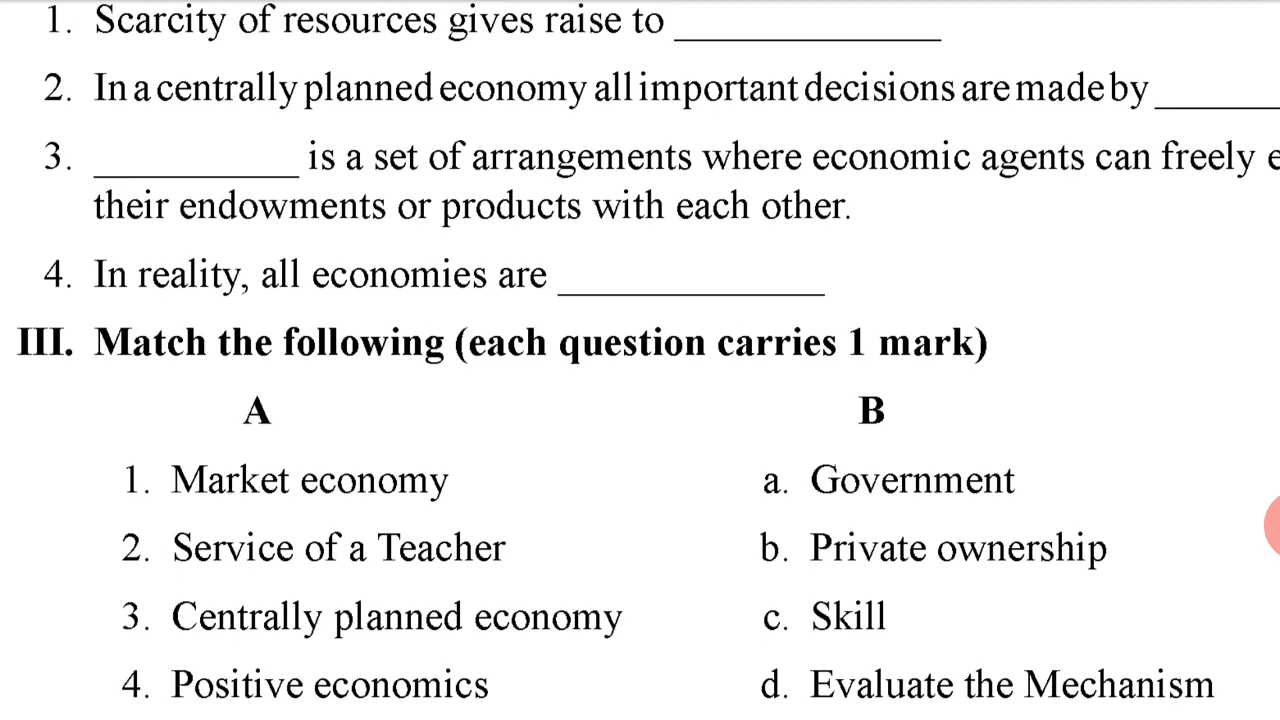 1. Scarcity of resources gives raise to ______________
2. In a centrally planned economy all important decisions are made by ______
3. ___________ is a set of arrangements where economic agents can freely
their endowments or products with each other.
4. In reality, all economies are ______________
III. Match the following (each question carries 1 mark)
A B
1. Market economy a. Government
2. Service of a Teacher b. Private ownership
3. Centrally planned economy c. Skill
4. Positive economics d. Evaluate the Mechanism